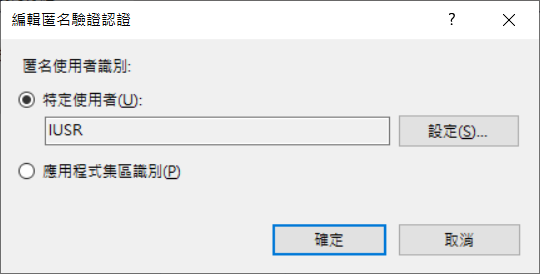 編輯匿名驗證認證
匿名使用者識別:
特定使用者(U):
IUSR
設定(S)...
應用程式集區識別(P)
確定
取消